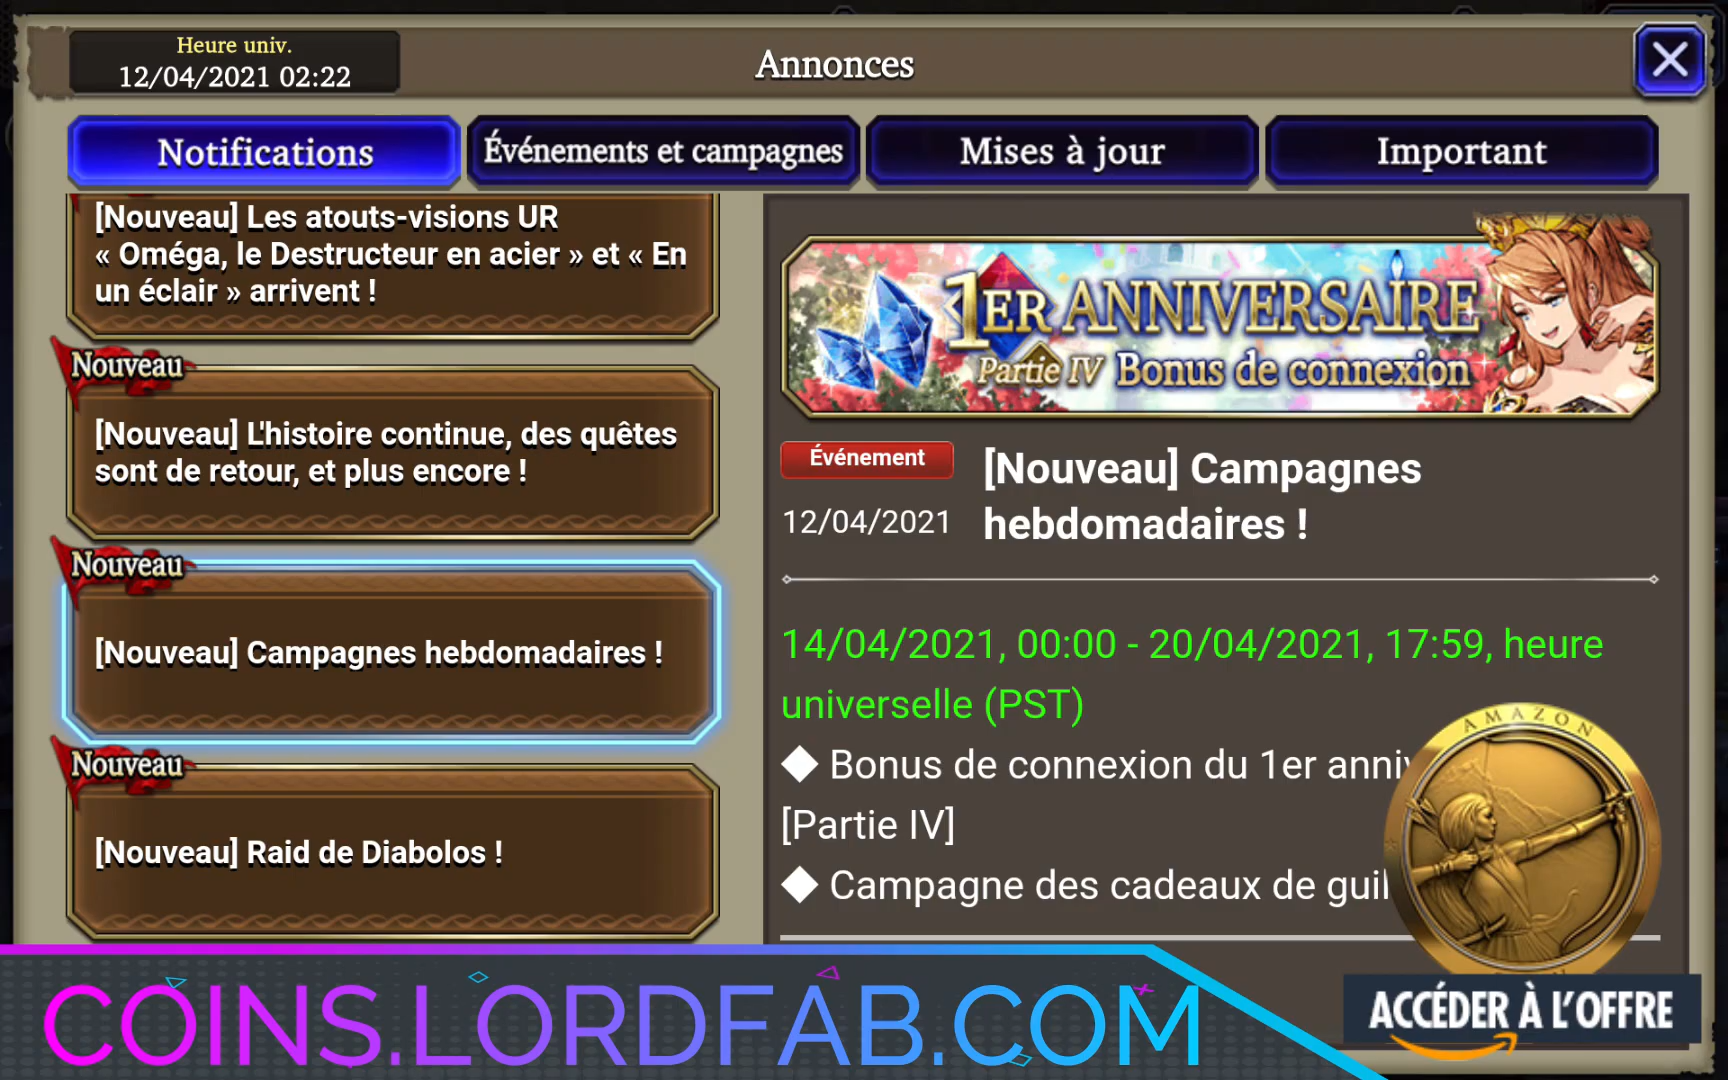 Heure univ.
12/04/2021 02:22
Annonces
Notifications
Événements et campagnes
Mises à jour
Important
[Nouveau] Les atouts-visions UR
« Oméga, le Destructeur en acier » et « En
un éclair » arrivent !
Nouveau
[Nouveau] L'histoire continue, des quêtes
sont de retour, et plus encore !
Nouveau
[Nouveau] Campagnes hebdomadaires !
Nouveau
[Nouveau] Raid de Diabolos !
1ER ANNIVERSAIRE
Partie IV Bonus de connexion
Événement
12/04/2021
[Nouveau] Campagnes
hebdomadaires !
14/04/2021, 00:00 - 20/04/2021, 17:59, heure
universelle (PST)
◆ Bonus de connexion du 1er anniv
[Partie IV]
◆ Campagne des cadeaux de guil
AMAZON
ACCÉDER À L'OFFRE
COINS.LORDFAB.COM